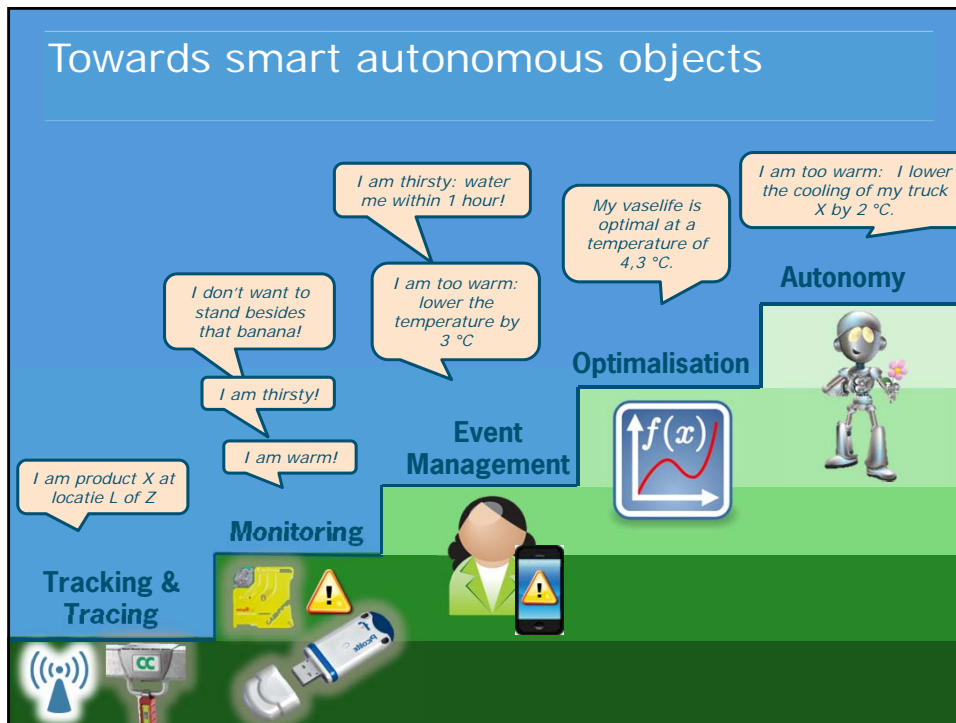 Towards smart autonomous objects
I am thirsty: water
me within 1 hour!
I am too warm: I lower
the cooling of my truck
X by 2 °C.
My vaselife is
optimal at a
temperature of
4,3 °C.
Autonomy
I don't want to
stand besides
that banana!
I am too warm:
lower the
temperature by
3 °C
Optimalisation
I am thirsty!
f(x)
Event
Management
I am warm!
I am product X at
locatie L of Z
Monitoring
Tracking &
Tracing
CC